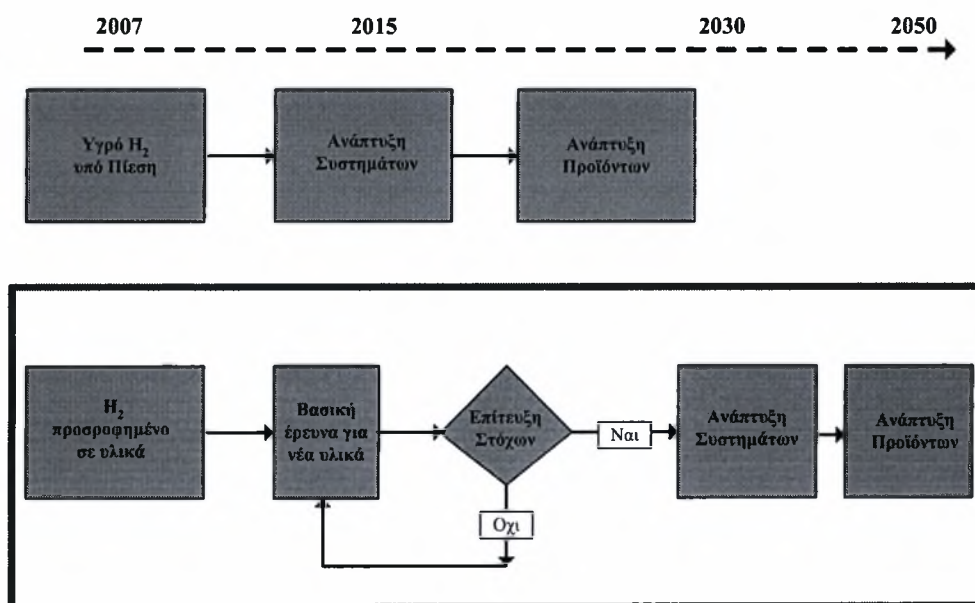 2007 2015 2030 2050
Υγρό H₂
υπό Πίεση
Ανάπτυξη
Συστημάτων
Ανάπτυξη
Προϊόντων
H₂
προσροφημένο
σε υλικά
Βασική
έρευνα για
νέα υλικά
Επίτευξη
Στόχων
Ναι
Οχι
Ανάπτυξη
Συστημάτων
Ανάπτυξη
Προϊόντων